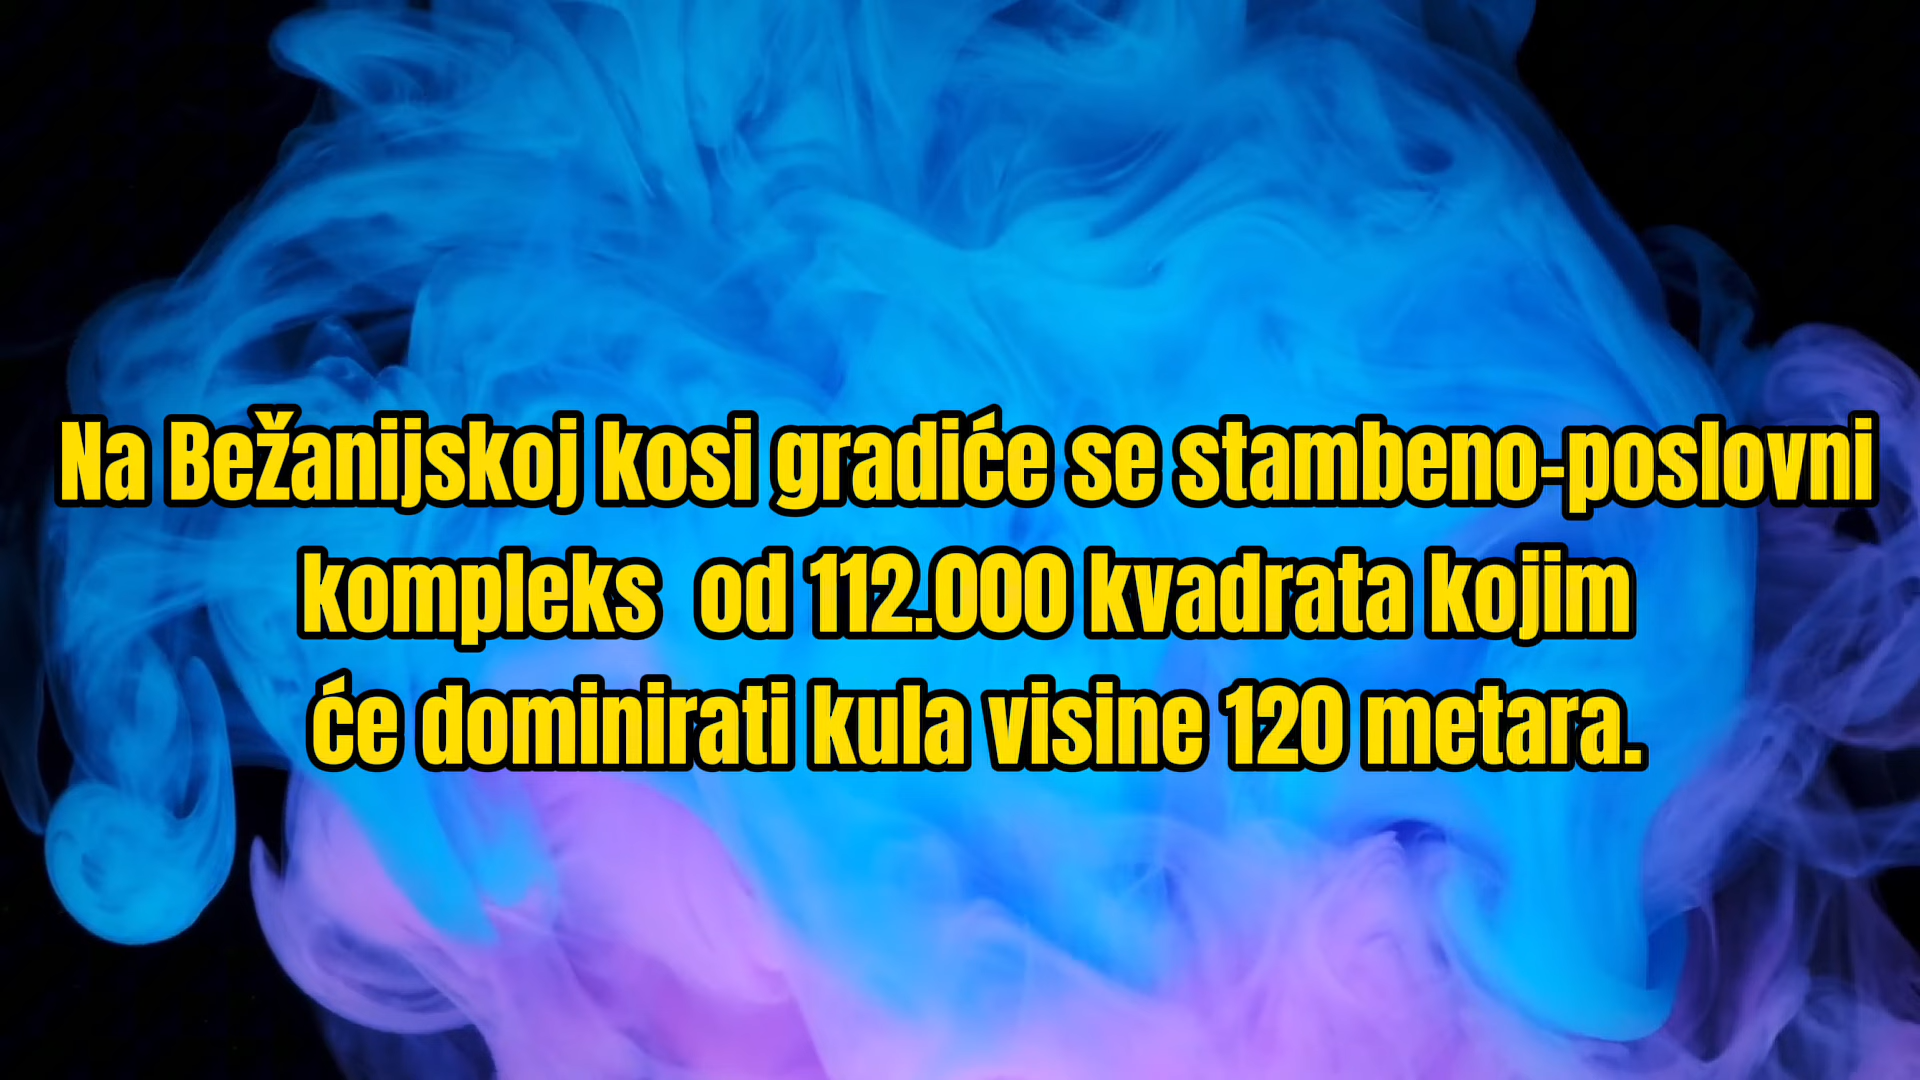 Na Bežanijskoj kosi gradiće se stambeno-poslovni
kompleks  od 112.000 kvadrata kojim
će dominirati kula visine 120 metara.